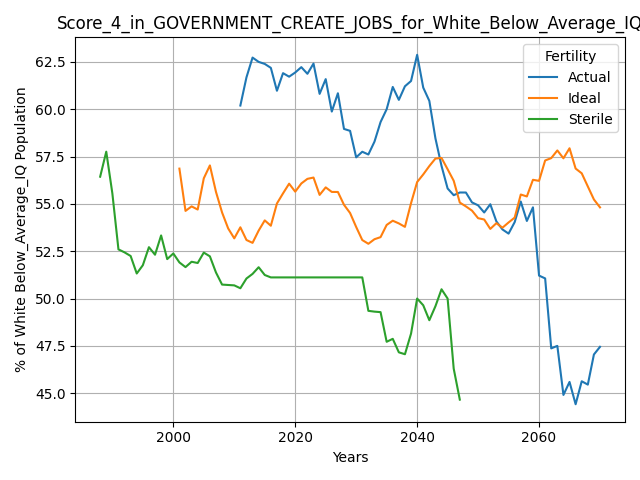 Score_4_in_GOVERNMENT_CREATE_JOBS_for_White_Below_Average_IQ
Fertility
Actual
Ideal
Sterile
% of White Below_Average_IQ Population
62.5
60.0
57.5
55.0
52.5
50.0
47.5
45.0
2000
2020
2040
2060
Years